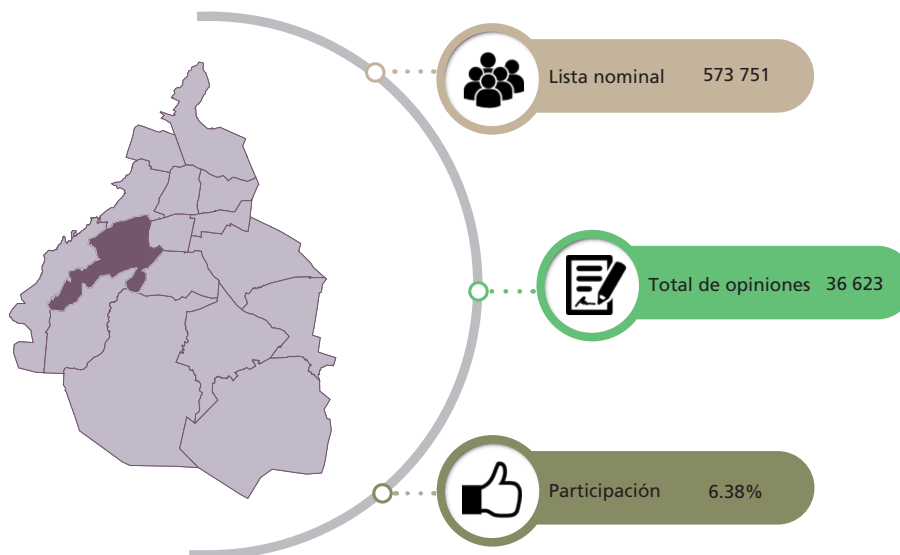 Lista nominal 573 751
Total de opiniones 36 623
Participación 6.38%